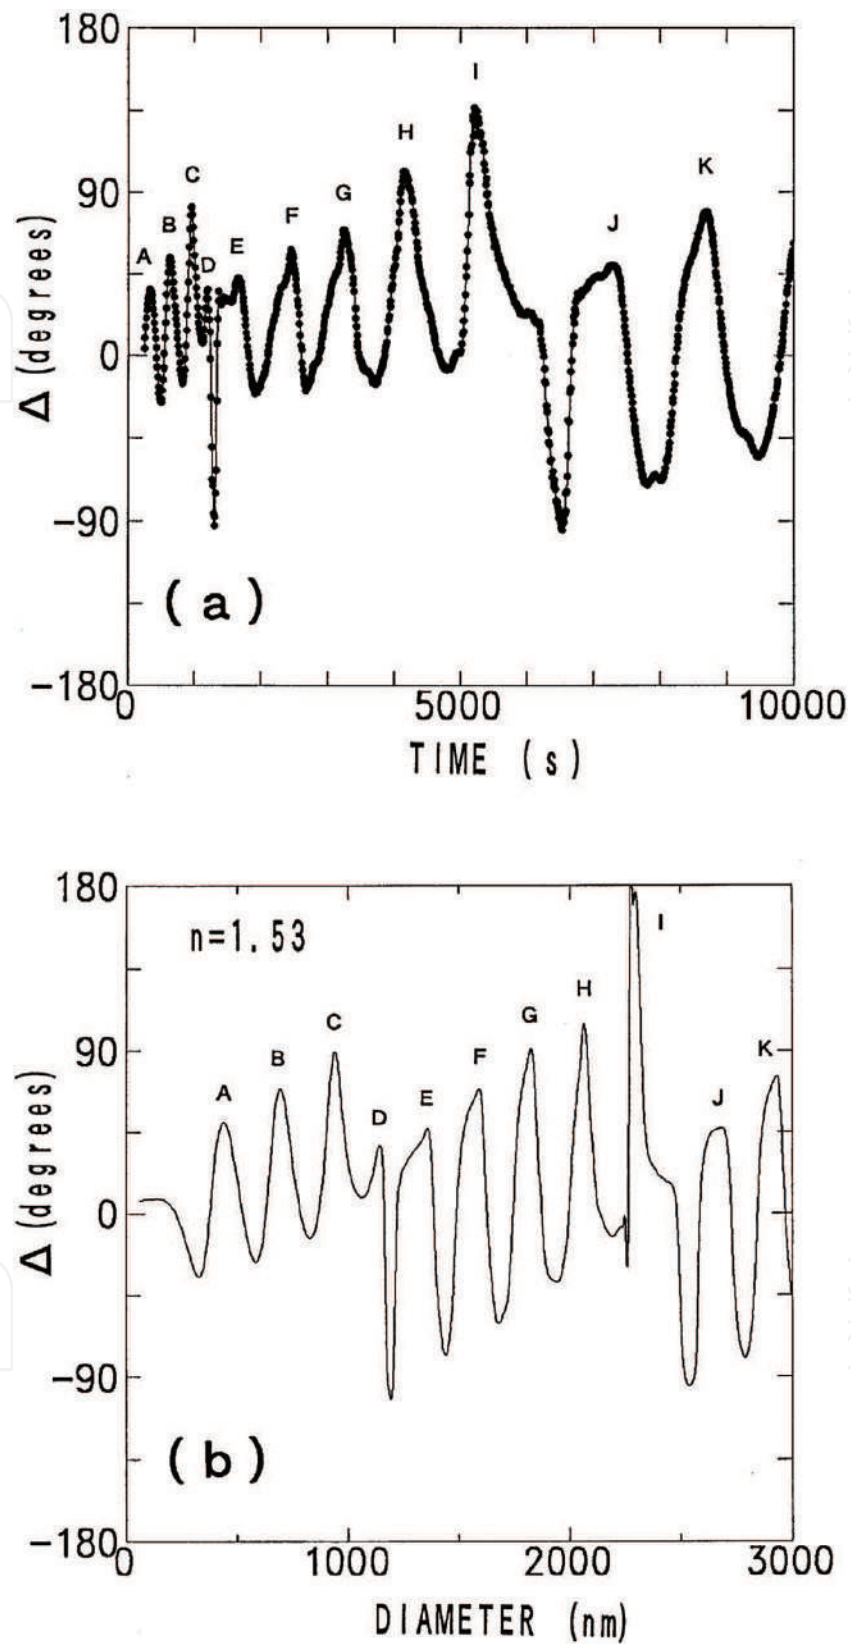 180
90
0
−90
−180
Δ (degrees)
A B C D E F G H I J K
(a)
0 5000 10000
TIME (s)
180
90
0
−90
−180
Δ (degrees)
n=1.53
A B C D E F G H I J K
(b)
0 1000 2000 3000
DIAMETER (nm)